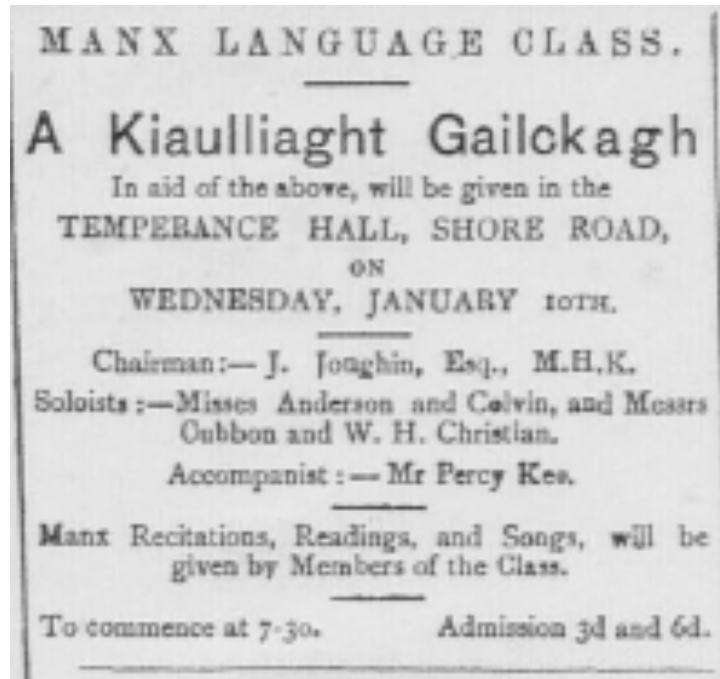 MANX LANGUAGE CLASS.
A Kiaulliaght Gailckagh
In aid of the above, will be given in the
TEMPERANCE HALL, SHORE ROAD,
ON
WEDNESDAY, JANUARY 10TH.
Chairman:— J. Joughin, Esq., M.H.K.
Soloists:—Misses Anderson and Colvin, and Messrs
Cubbon and W. H. Christian.
Accompanist:— Mr Percy Kee.
Manx Recitations, Readings, and Songs, will be
given by Members of the Class.
To commence at 7-30. Admission 3d and 6d.